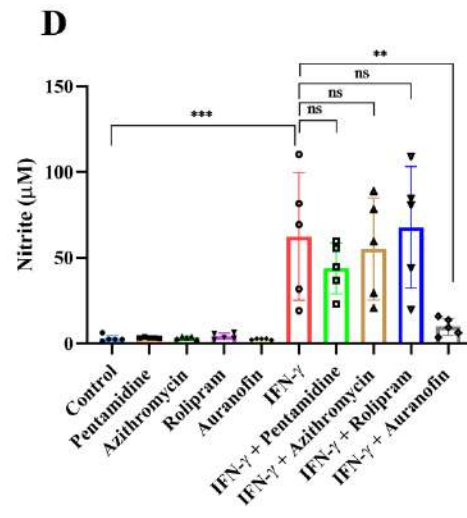 D
**
ns
ns
***
ns
150
100
50
0
Nitrite (μM)
Control
Pentamidine
Azithromycin
Rolipram
Auranofin
IFN-γ
IFN-γ + Pentamidine
IFN-γ + Azithromycin
IFN-γ + Rolipram
IFN-γ + Auranofin